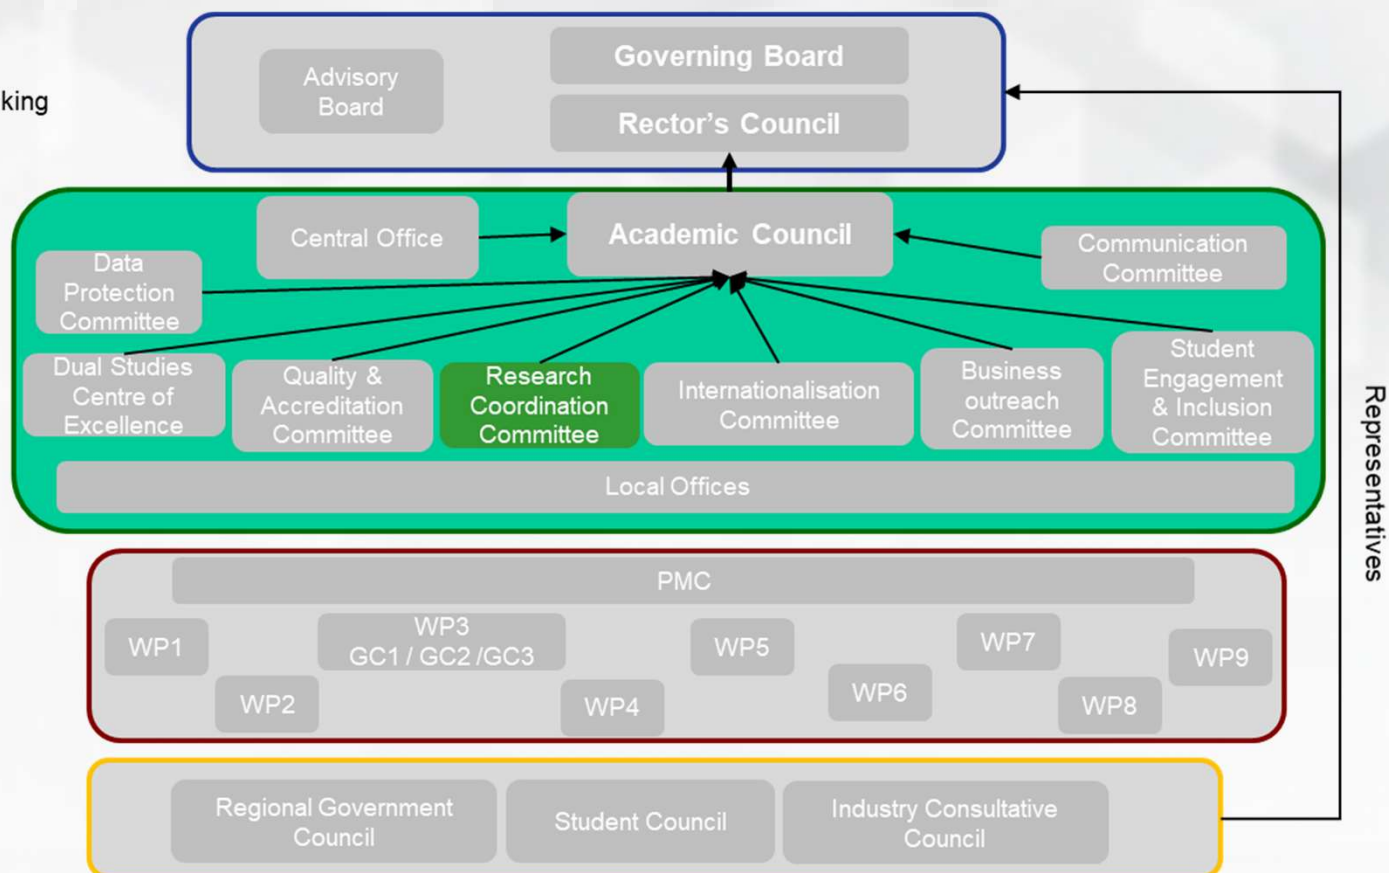 king
Advisory
Board
Governing Board
Rector's Council
Central Office
Academic Council
Communication
Committee
Data
Protection
Committee
Dual Studies
Centre of
Excellence
Quality &
Accreditation
Committee
Research
Coordination
Committee
Internationalisation
Committee
Business
outreach
Committee
Student
Engagement
& Inclusion
Committee
Local Offices
Representatives
PMC
WP1
WP2
WP3
GC1 / GC2 /GC3
WP4
WP5
WP6
WP7
WP8
WP9
Regional Government
Council
Student Council
Industry Consultative
Council